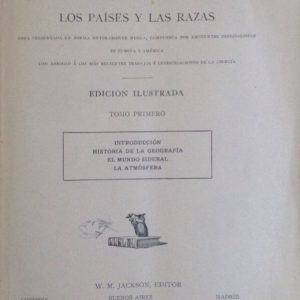 LOS PAÍSES Y LAS RAZAS
OBRA PRESENTADA EN FORMA ENTERAMENTE NUEVA, COMPUESTA POR EMINENTES ESPECIALISTAS
DE EUROPA Y AMÉRICA
CON ARREGLO Á LOS MÁS RECIENTES TRABAJOS É INVESTIGACIONES DE LA CIENCIA
EDICIÓN ILUSTRADA
TOMO PRIMERO
INTRODUCCIÓN
HISTORIA DE LA GEOGRAFÍA
EL MUNDO SIDERAL
LA ATMÓSFERA
W. M. JACKSON, EDITOR
BUENOS AIRES MADRID